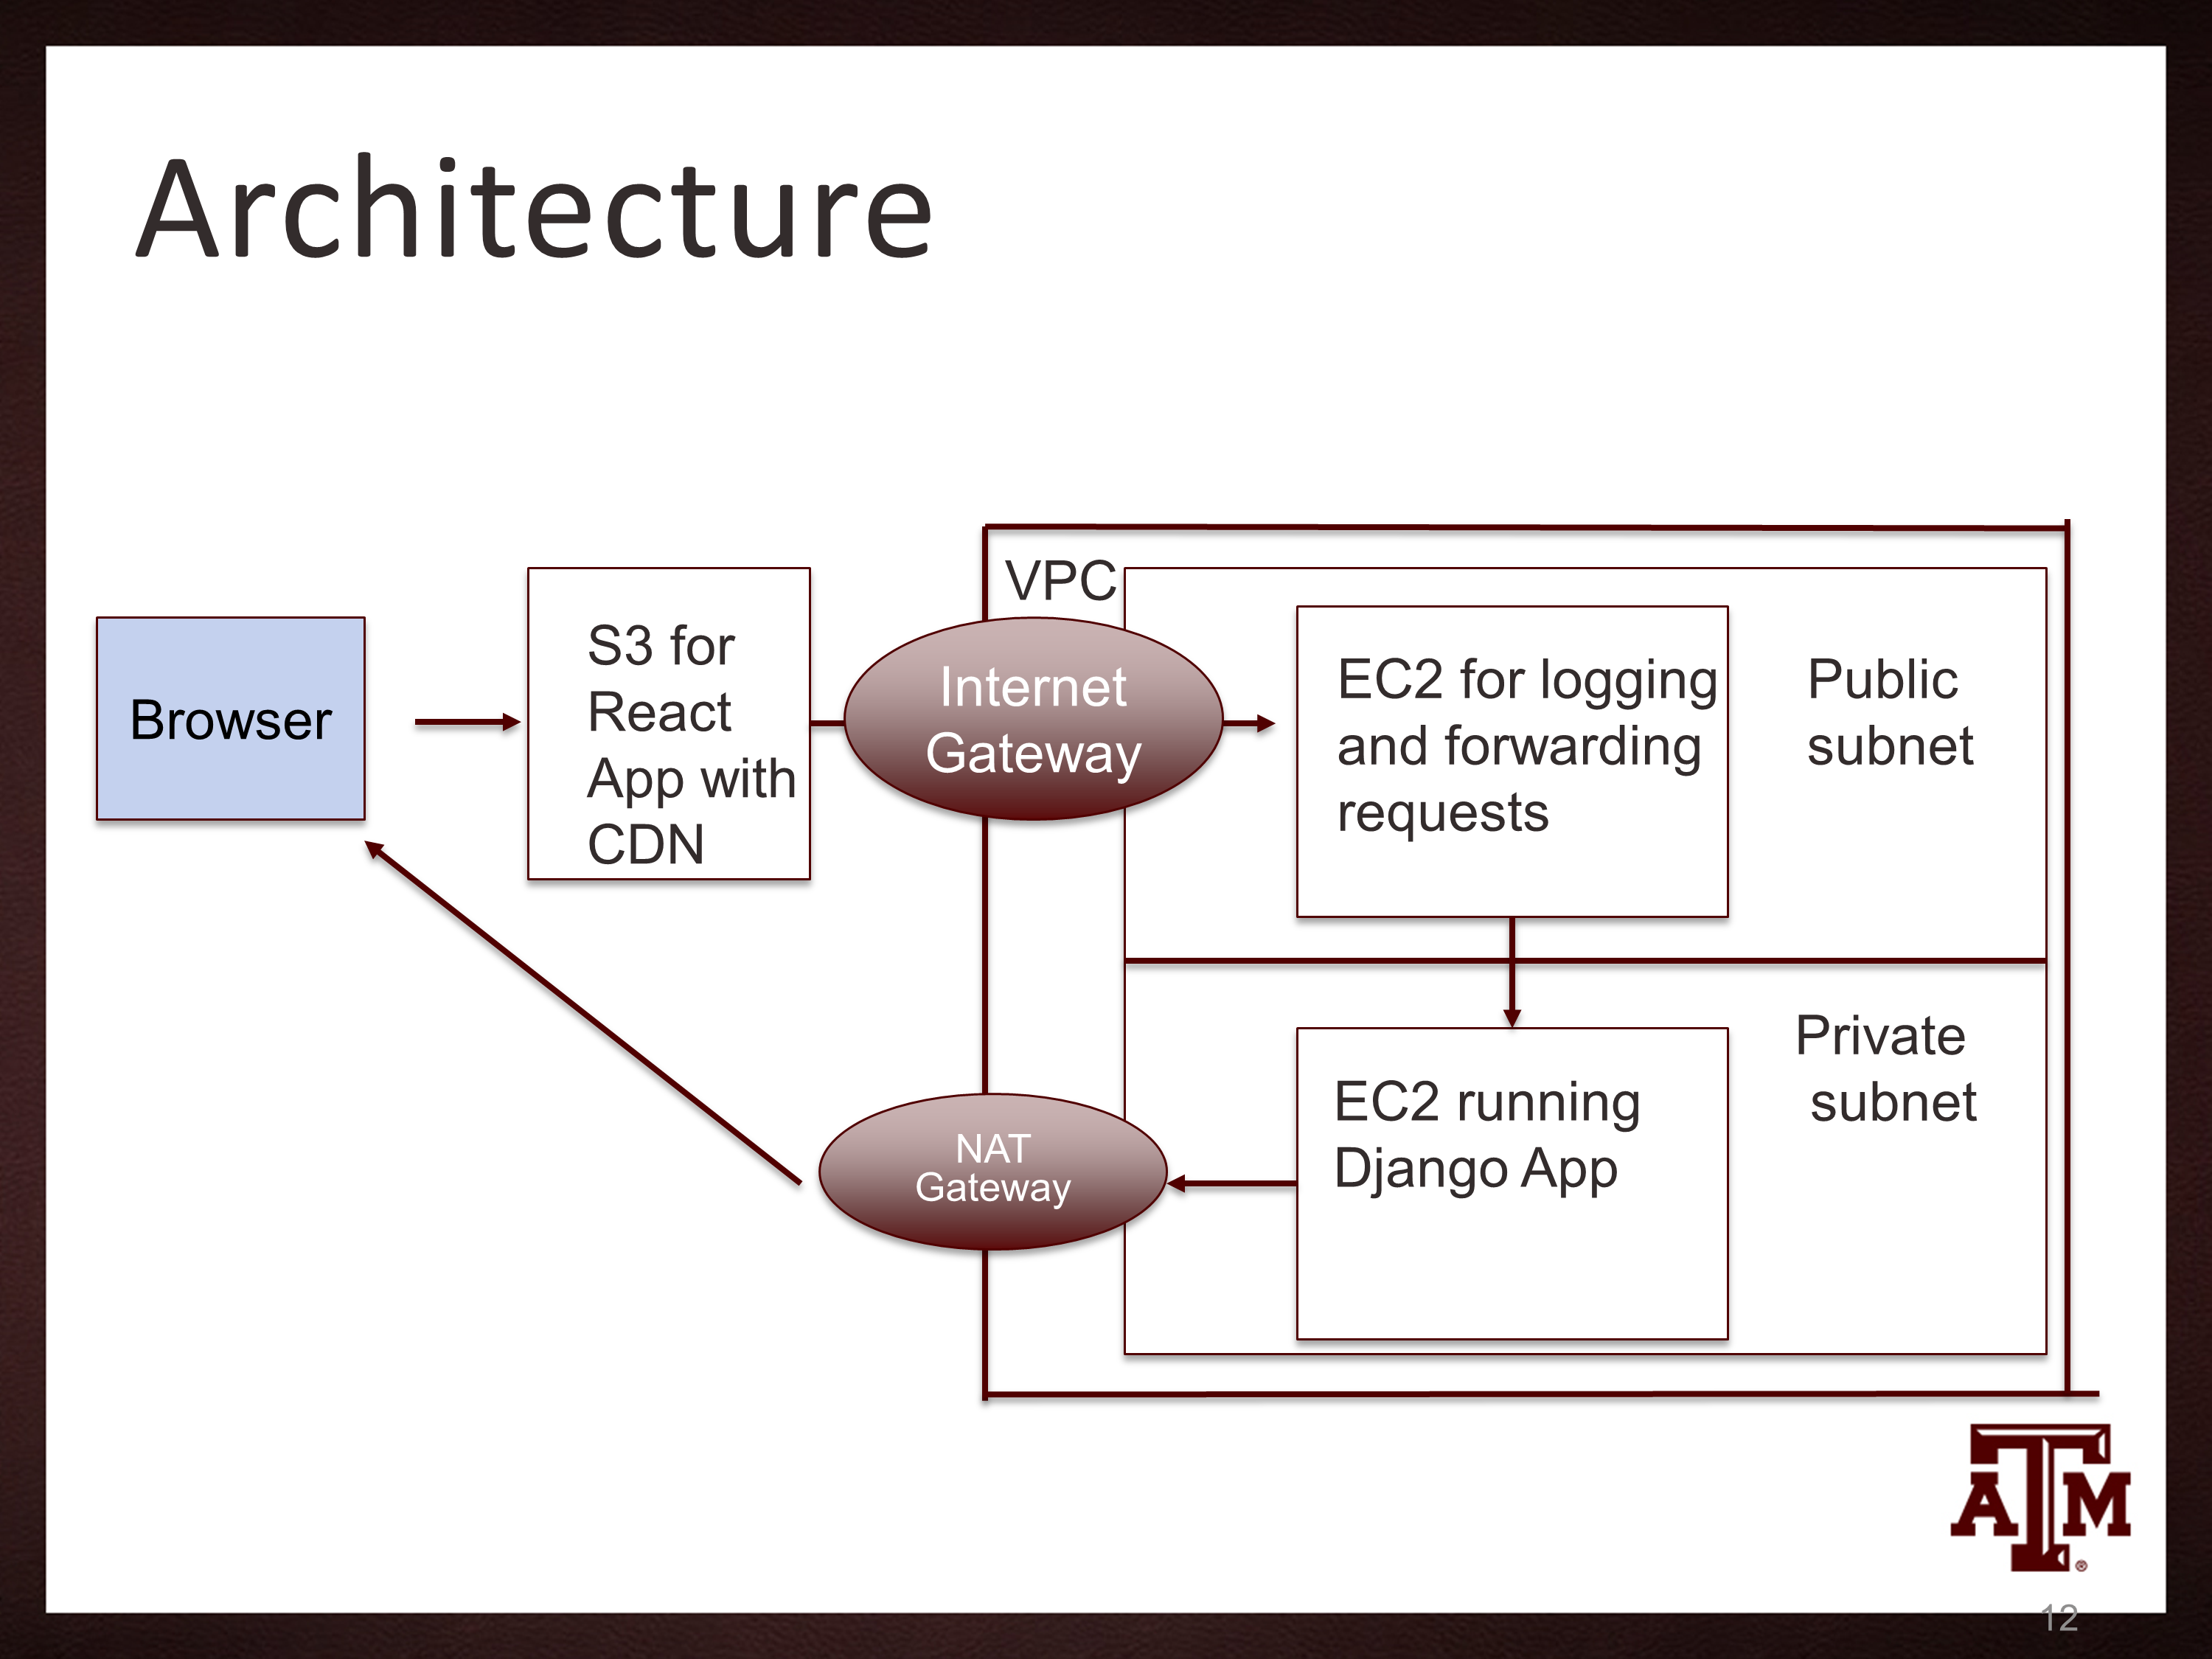 Architecture
VPC
Browser
S3 for
React
App with
CDN
Internet
Gateway
EC2 for logging
and forwarding
requests
Public
subnet
Private
subnet
EC2 running
Django App
NAT
Gateway
ATM
®
12